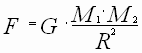 F = G · M₁ · M₂ / R²